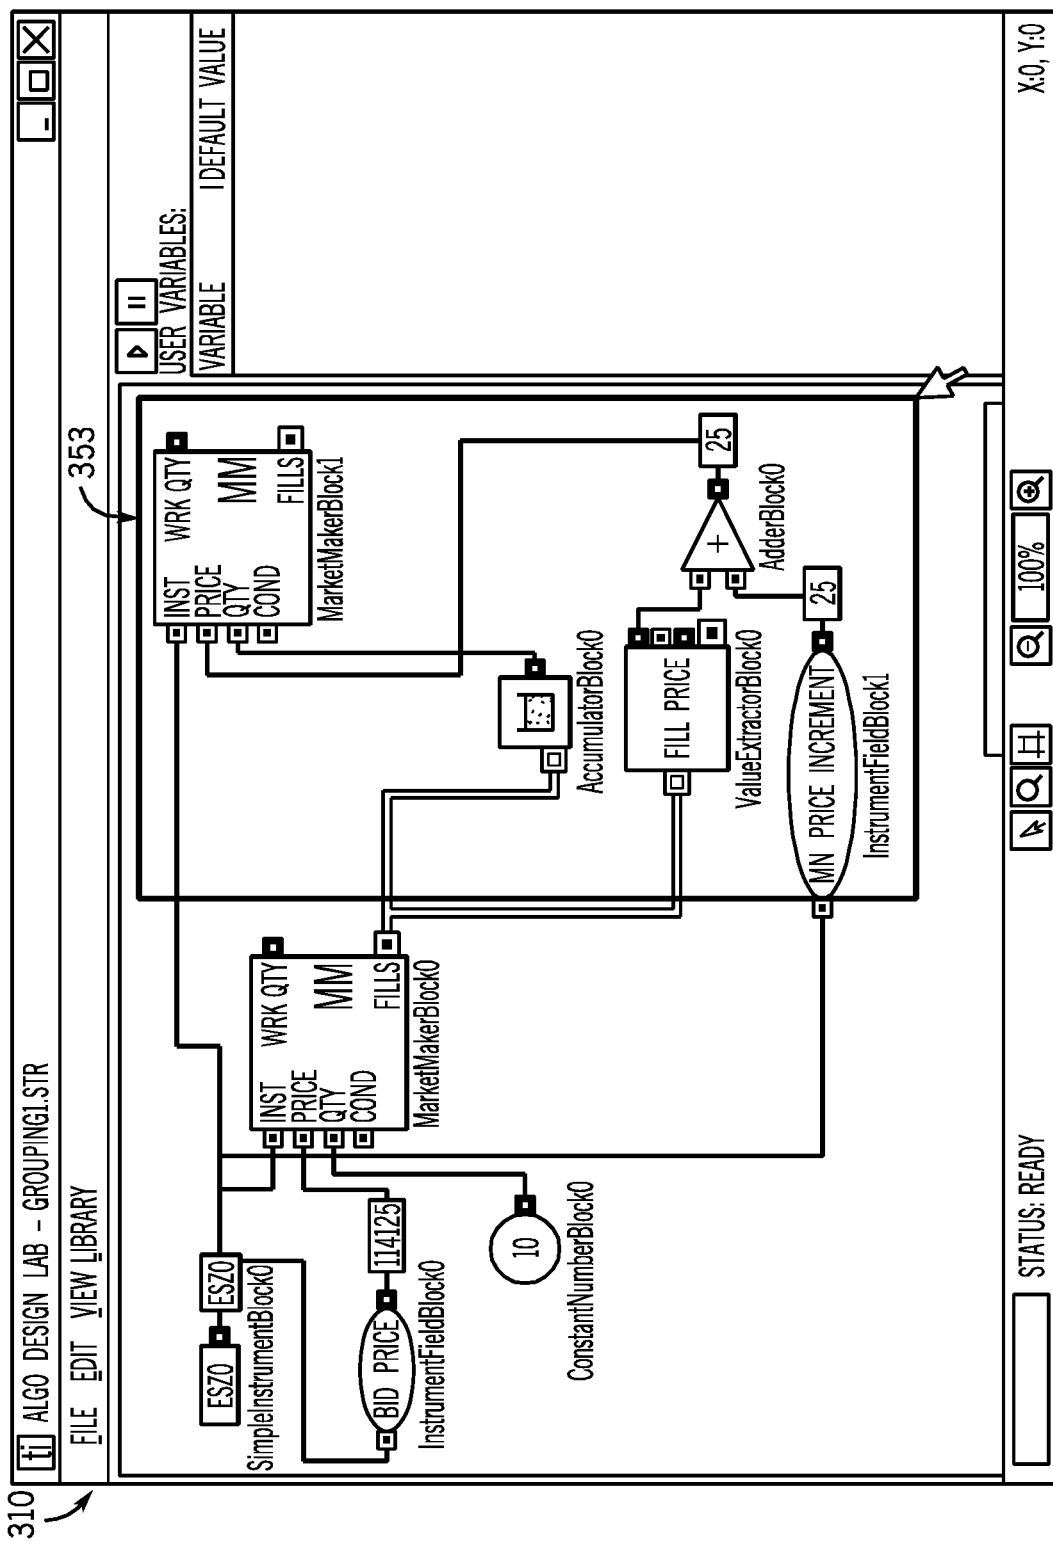 310
ti ALGO DESIGN LAB – GROUPING1.STR
FILE EDIT VIEW LIBRARY
353
USER VARIABLES:
VARIABLE
DEFAULT VALUE
ESZ0
ESZ0
SimpleInstrumentBlock0
BID PRICE
114125
InstrumentFieldBlock0
10
ConstantNumberBlock0
INST
WRK QTY
PRICE
QTY
MM
COND
FILLS
MarketMakerBlock0
INST
WRK QTY
PRICE
QTY
MM
COND
FILLS
MarketMakerBlock1
AccumulatorBlock0
FILL PRICE
ValueExtractorBlock0
+
25
AdderBlock0
MN PRICE INCREMENT
25
InstrumentFieldBlock1
STATUS: READY
100%
X:0, Y:0